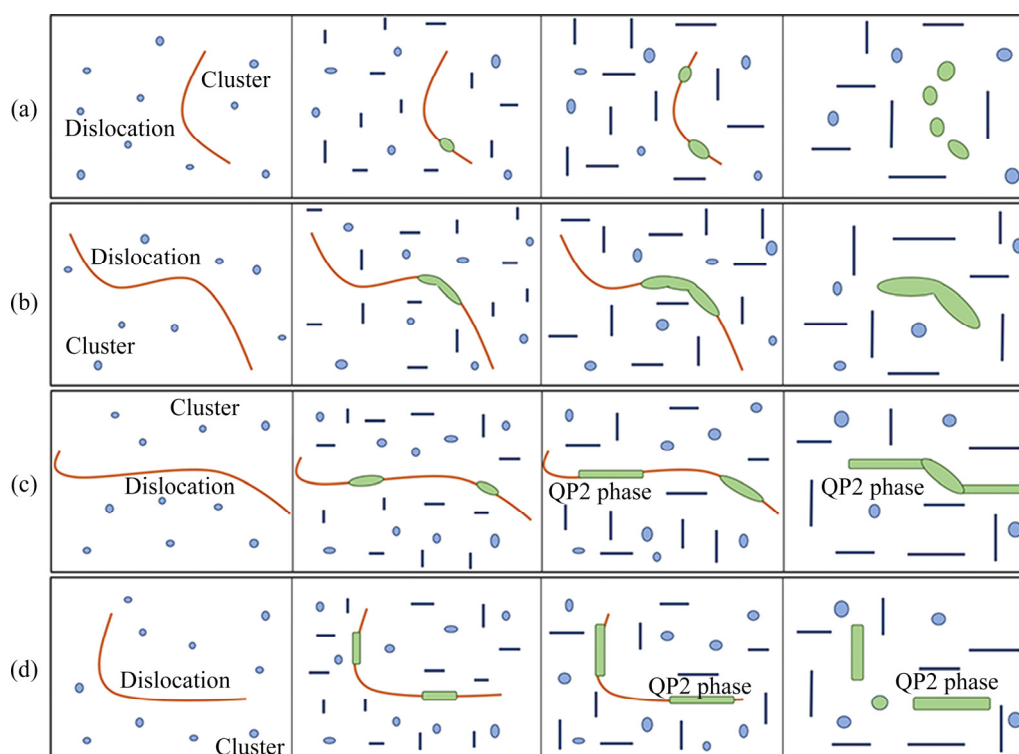 (a)
Cluster
Dislocation
(b)
Dislocation
Cluster
(c)
Cluster
Dislocation
QP2 phase
QP2 phase
(d)
Dislocation
Cluster
QP2 phase
QP2 phase